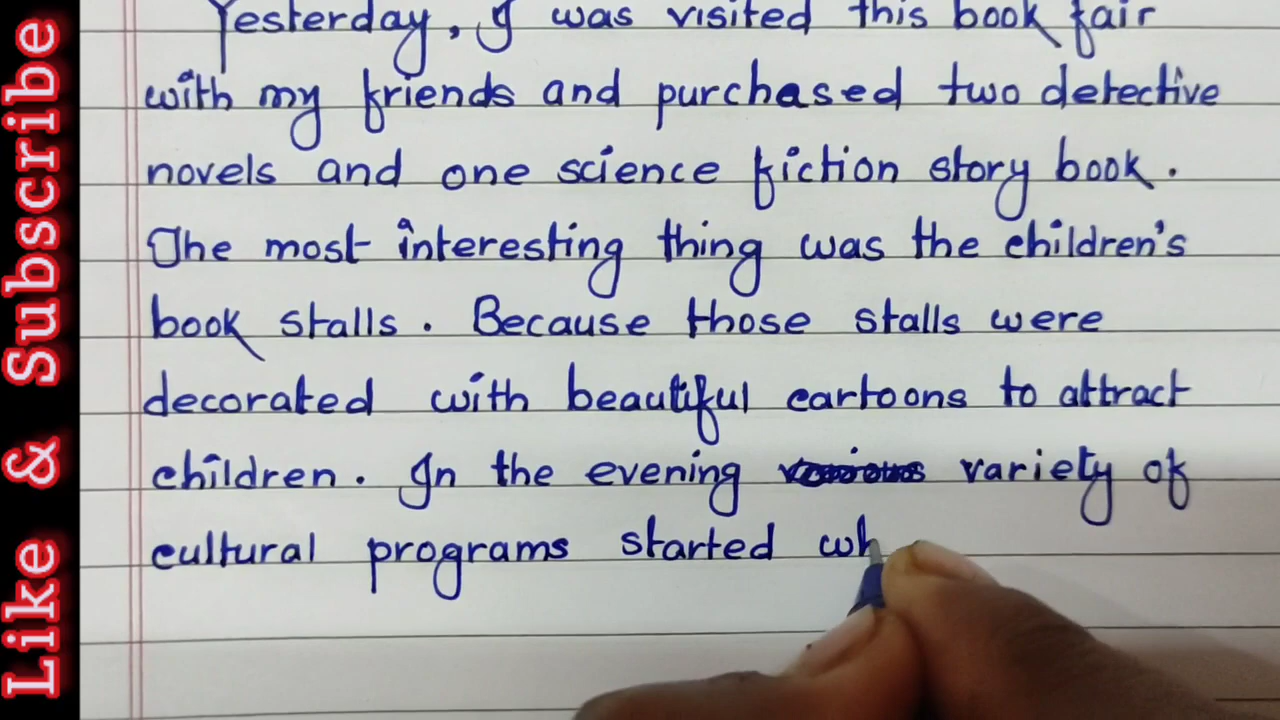 Like & Subscribe
Yesterday, I was visited this book fair
with my friends and purchased two detective
novels and one science fiction story book.
The most interesting thing was the children's
book stalls. Because those stalls were
decorated with beautiful cartoons to attract
children. In the evening various variety of
cultural programs started wh